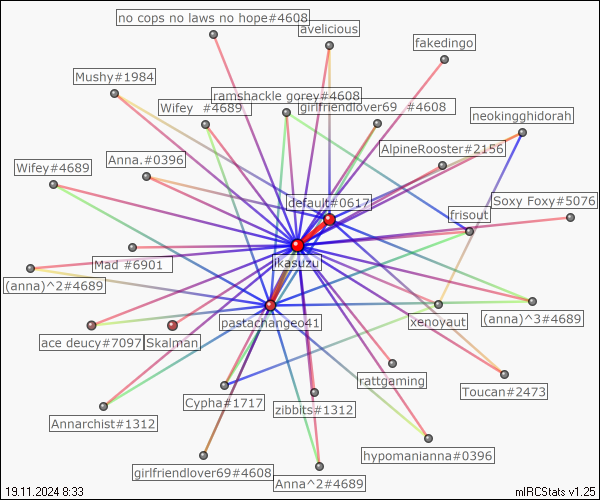 no cops no laws no hope#4608
avelicious
fakedingo
Mushy#1984
ramshackle gorey#4608
Wifey #4689
girlfriendlover69 #4608
neokingghidorah
AlpineRooster#2156
Anna.#0396
Wifey#4689
default#0617
Soxy Foxy#5076
frisout
ikasuzu
Mad #6901
(anna)^2#4689
pastachangeo41
xenoyaut
(anna)^3#4689
ace deucy#7097
Skalman
rattgaming
Toucan#2473
Cypha#1717
zibbits#1312
Annarchist#1312
hypomanianna#0396
girlfriendlover69#4608
Anna^2#4689
19.11.2024 8:33
mIRCStats v1.25